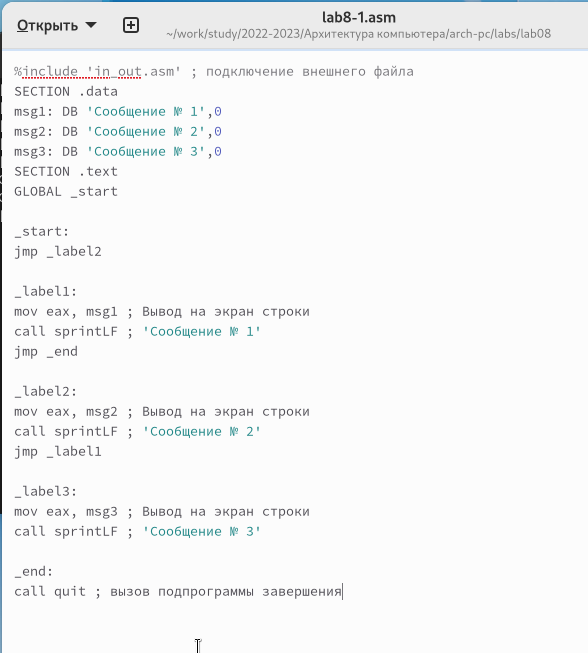 Открыть
lab8-1.asm
~/work/study/2022-2023/Архитектура компьютера/arch-pc/labs/lab08
%include 'in_out.asm' ; подключение внешнего файла
SECTION .data
msg1: DB 'Сообщение № 1',0
msg2: DB 'Сообщение № 2',0
msg3: DB 'Сообщение № 3',0
SECTION .text
GLOBAL _start
_start:
jmp _label2
_label1:
mov eax, msg1 ; Вывод на экран строки
call sprintLF ; 'Сообщение № 1'
jmp _end
_label2:
mov eax, msg2 ; Вывод на экран строки
call sprintLF ; 'Сообщение № 2'
jmp _label1
_label3:
mov eax, msg3 ; Вывод на экран строки
call sprintLF ; 'Сообщение № 3'
_end:
call quit ; вызов подпрограммы завершения